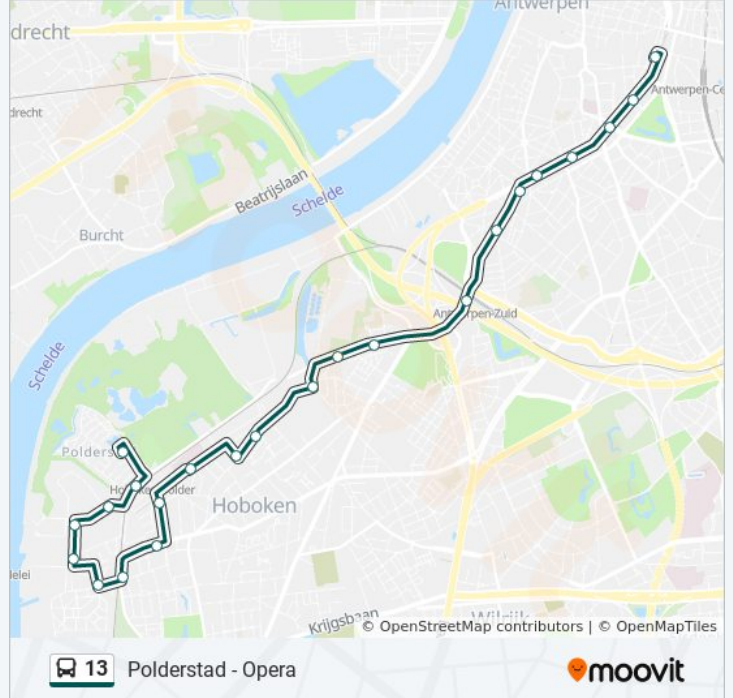 Antwerpen
drecht
Antwerpen-Ce
drecht
Beatrijslaan
Schelde
Burcht
Antwerpen-Zuid
Schelde
Polders
Hoboken
Krijgsbaan
Wilrijk
© OpenStreetMap contributors | © OpenMapTiles
13 Polderstad - Opera
moovit